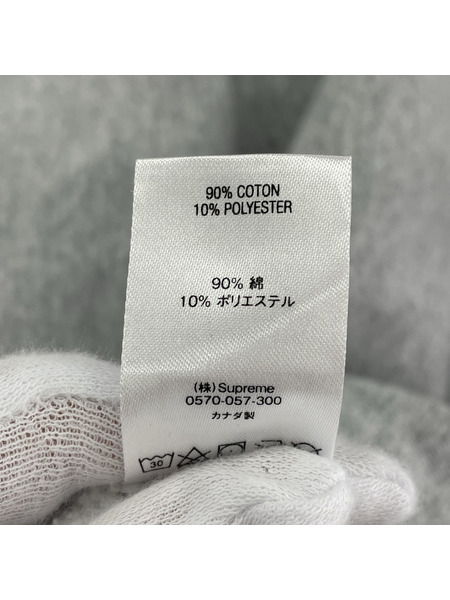 90% COTON
10% POLYESTER
90% 綿
10% ポリエステル
(株) Supreme
0570-057-300
カナダ製
30